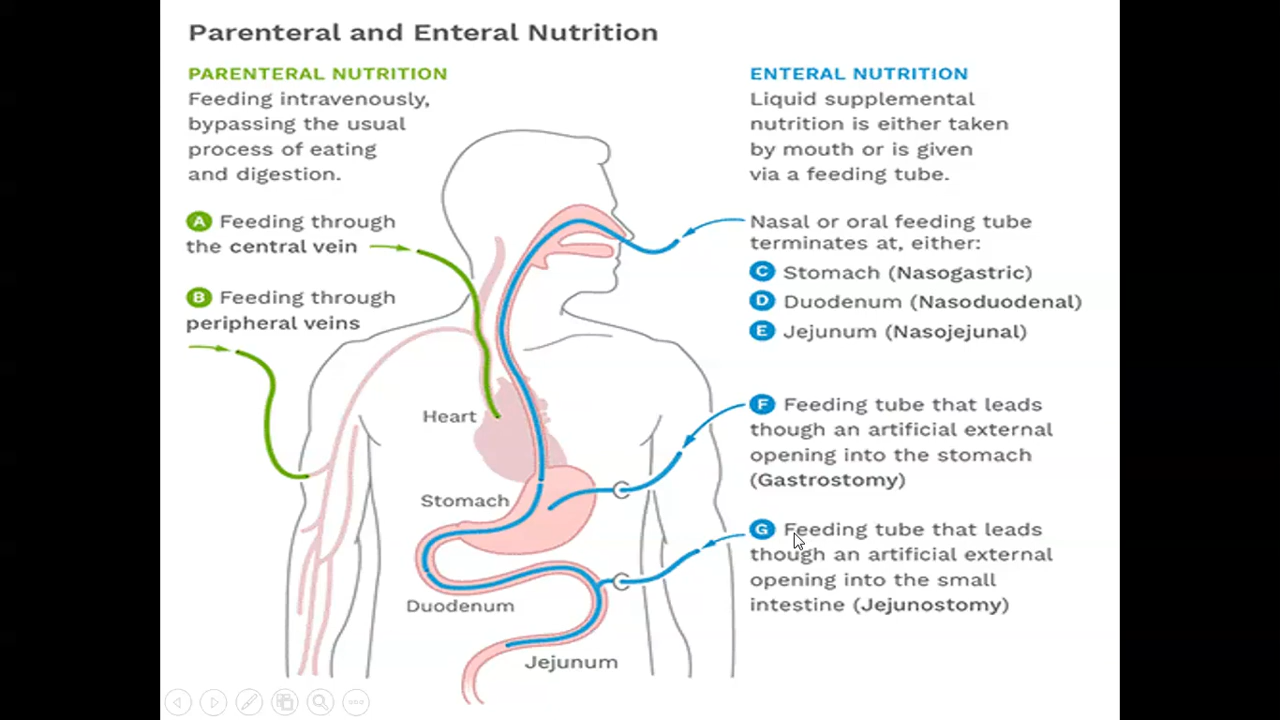 Parenteral and Enteral Nutrition
PARENTERAL NUTRITION
Feeding intravenously,
bypassing the usual
process of eating
and digestion.
A Feeding through
the central vein
B Feeding through
peripheral veins
ENTERAL NUTRITION
Liquid supplemental
nutrition is either taken
by mouth or is given
via a feeding tube.
Nasal or oral feeding tube
terminates at, either:
C Stomach (Nasogastric)
D Duodenum (Nasoduodenal)
E Jejunum (Nasojejunal)
F Feeding tube that leads
though an artificial external
opening into the stomach
(Gastrostomy)
G Feeding tube that leads
though an artificial external
opening into the small
intestine (Jejunostomy)
Heart
Stomach
Duodenum
Jejunum